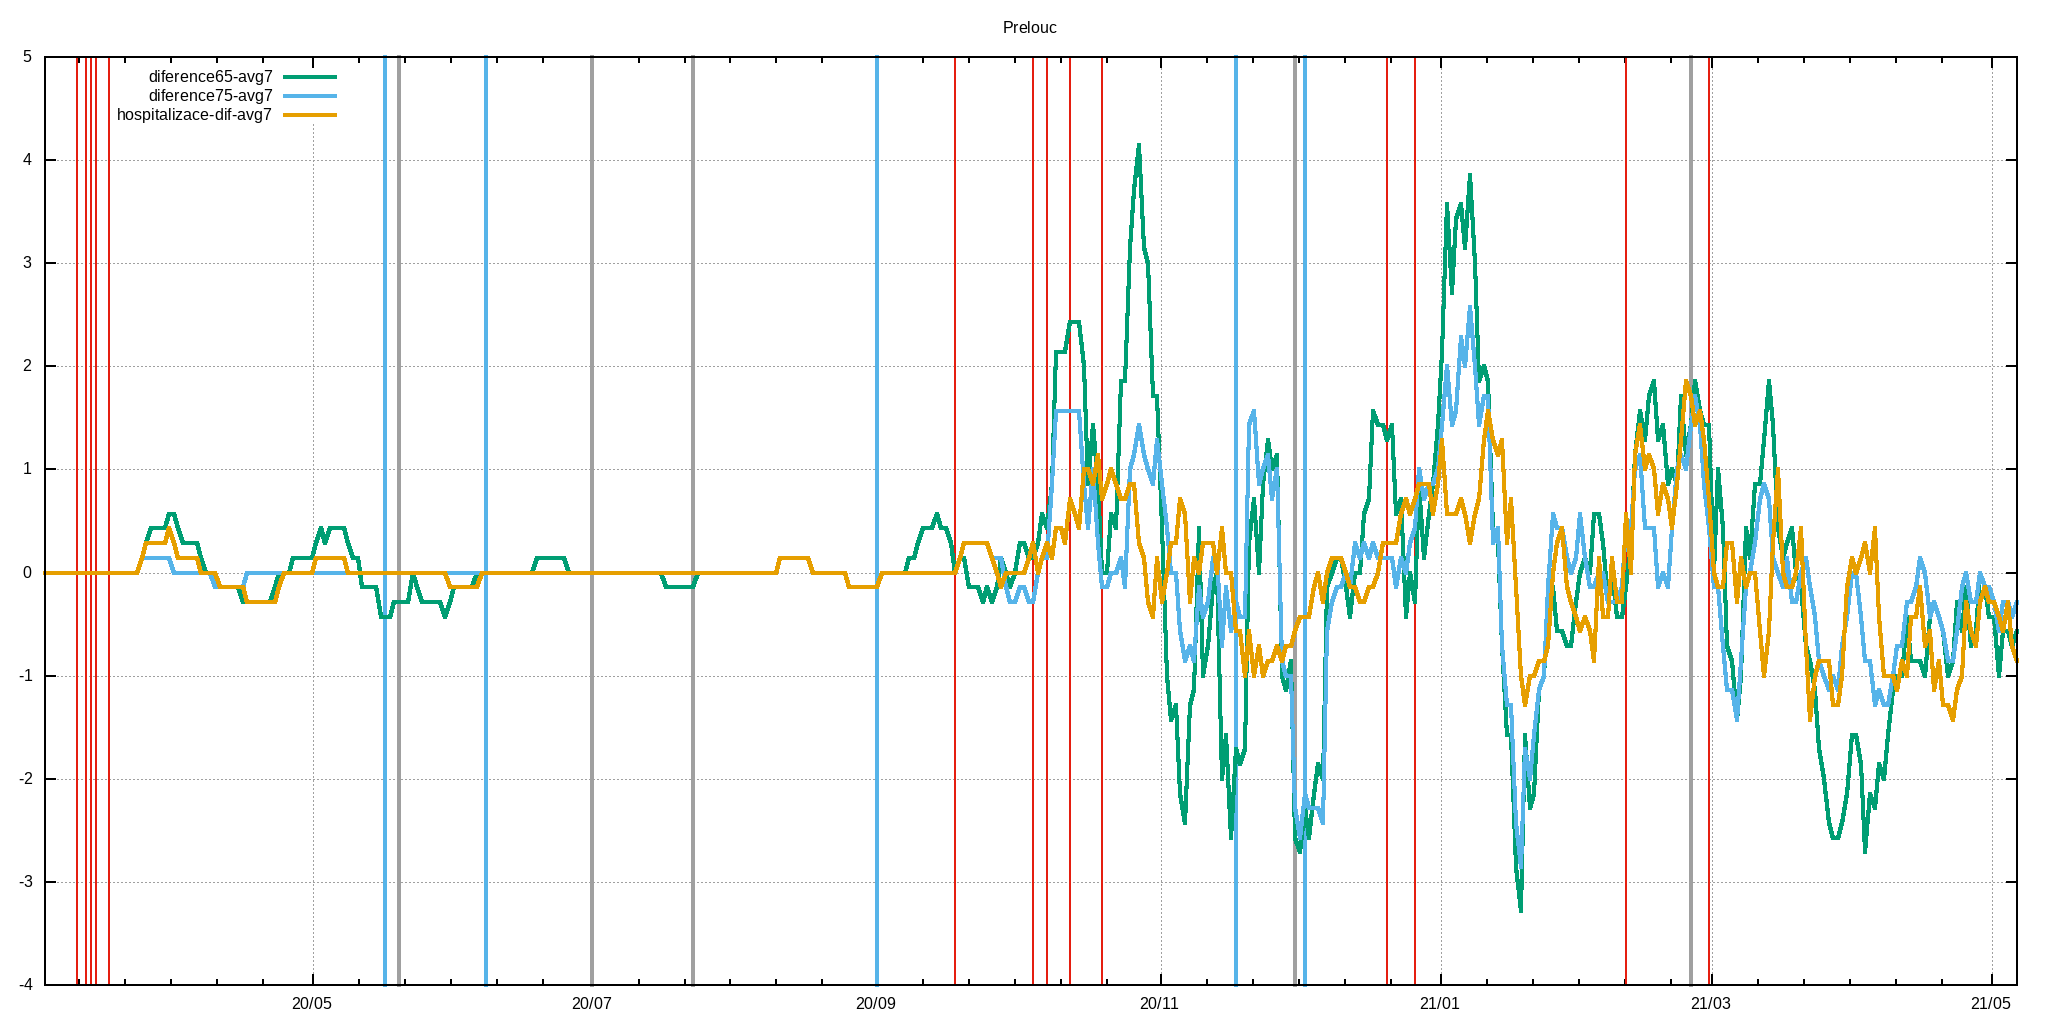 Prelouc
diference65-avg7
diference75-avg7
hospitalizace-dif-avg7
5
4
3
2
1
0
-1
-2
-3
-4
20/05 20/07 20/09 20/11 21/01 21/03 21/05